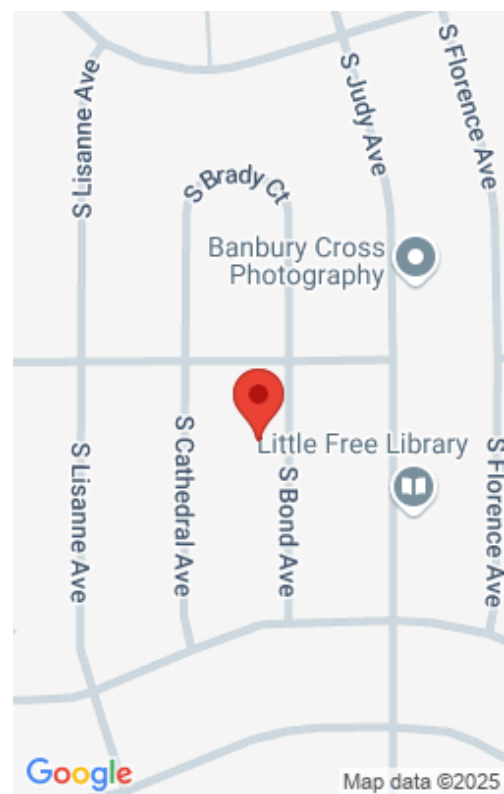 S Lisanne Ave
S Judy Ave
S Florence Ave
S Brady Ct
Banbury Cross
Photography
Little Free Library
S Lisanne Ave
S Cathedral Ave
S Bond Ave
S Florence Ave
Google
Map data ©2025